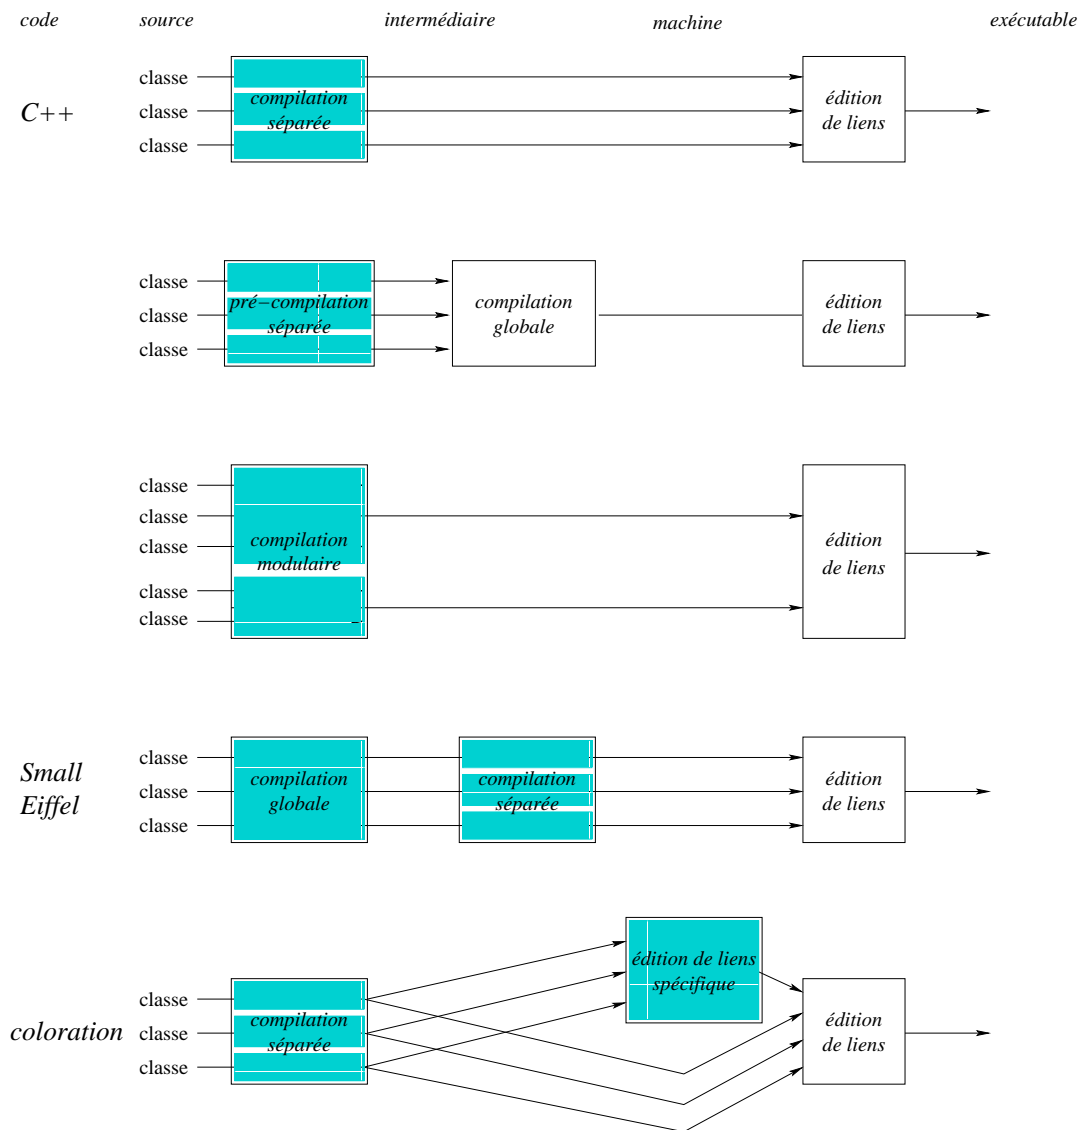 code source intermédiaire machine exécutable
classe
C++ classe
classe
compilation
séparée
édition
de liens
classe
classe
classe
pré−compilation
séparée
compilation
globale
édition
de liens
classe
classe
classe
classe
classe
compilation
modulaire
édition
de liens
Small
Eiffel
classe
classe
classe
compilation
globale
compilation
séparée
édition
de liens
coloration
classe
classe
classe
compilation
séparée
édition de liens
spécifique
édition
de liens